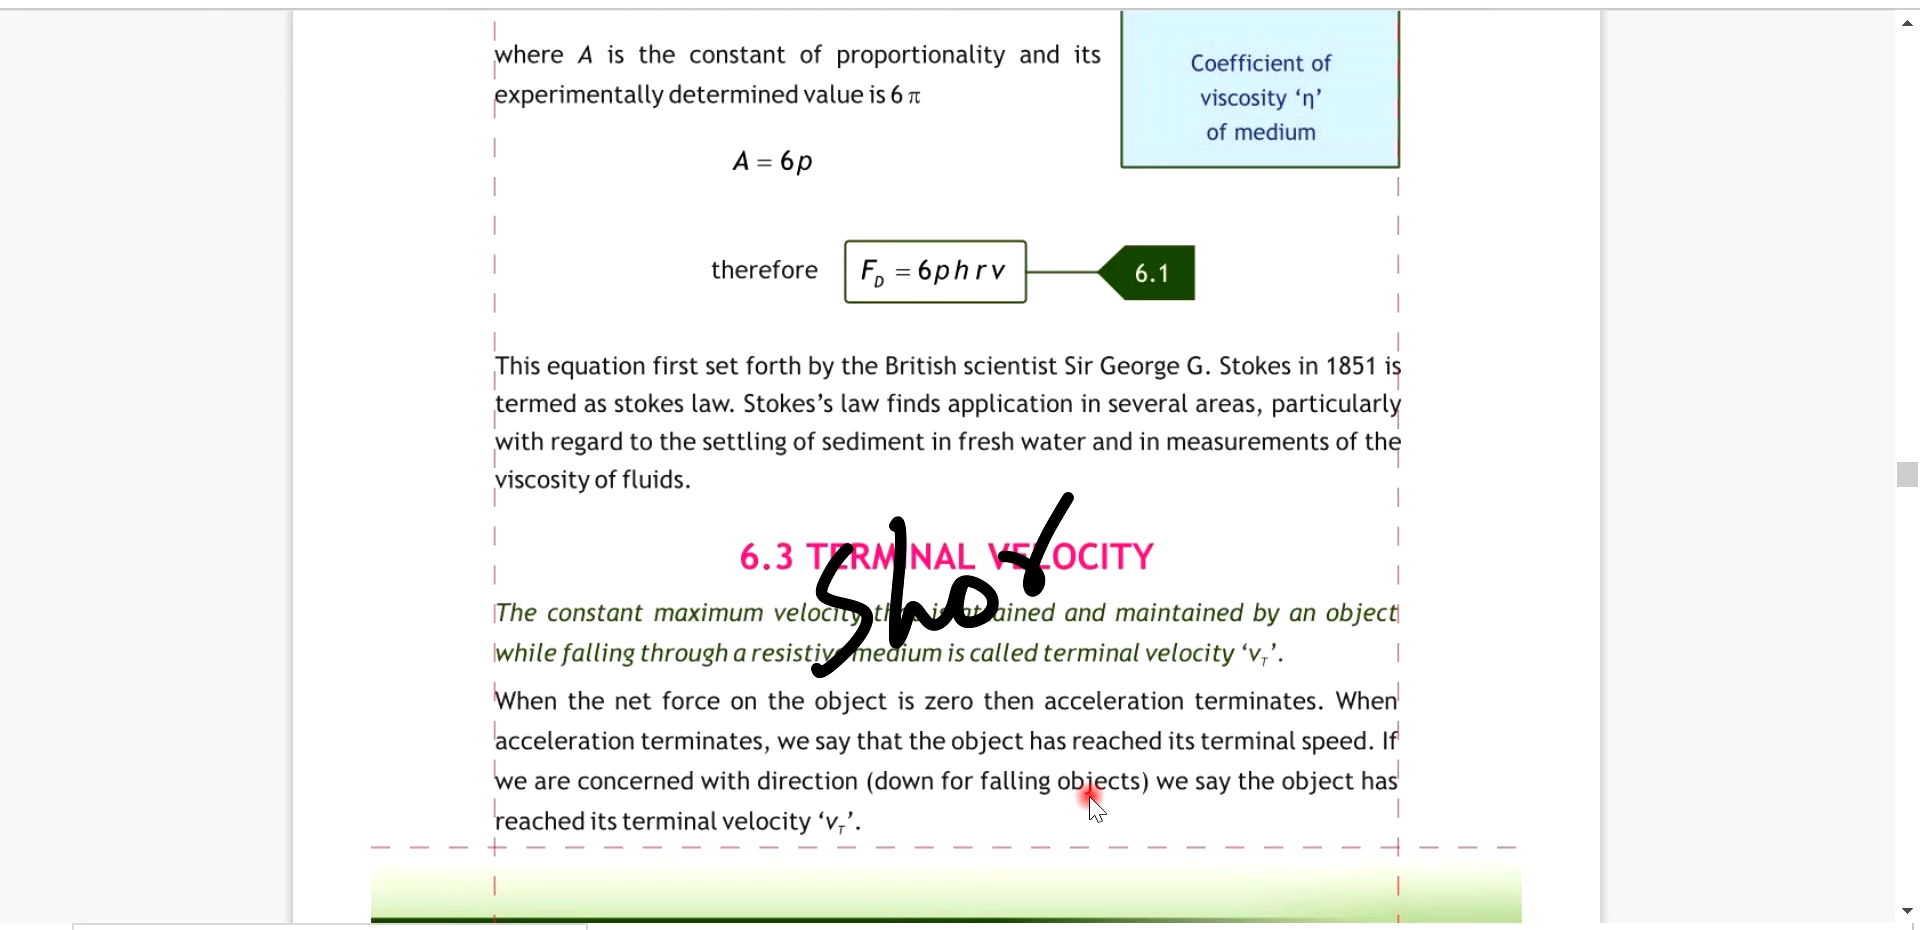 where A is the constant of proportionality and its
experimentally determined value is 6 π
A = 6p
Coefficient of
viscosity ‘η’
of medium
therefore F_D = 6p h r v 6.1
This equation first set forth by the British scientist Sir George G. Stokes in 1851 is
termed as stokes law. Stokes’s law finds application in several areas, particularly
with regard to the settling of sediment in fresh water and in measurements of the
viscosity of fluids.
6.3 TERMINAL VELOCITY
The constant maximum velocity that is attained and maintained by an object
while falling through a resistive medium is called terminal velocity ‘v_T’.
When the net force on the object is zero then acceleration terminates. When
acceleration terminates, we say that the object has reached its terminal speed. If
we are concerned with direction (down for falling objects) we say the object has
reached its terminal velocity ‘v_T’.